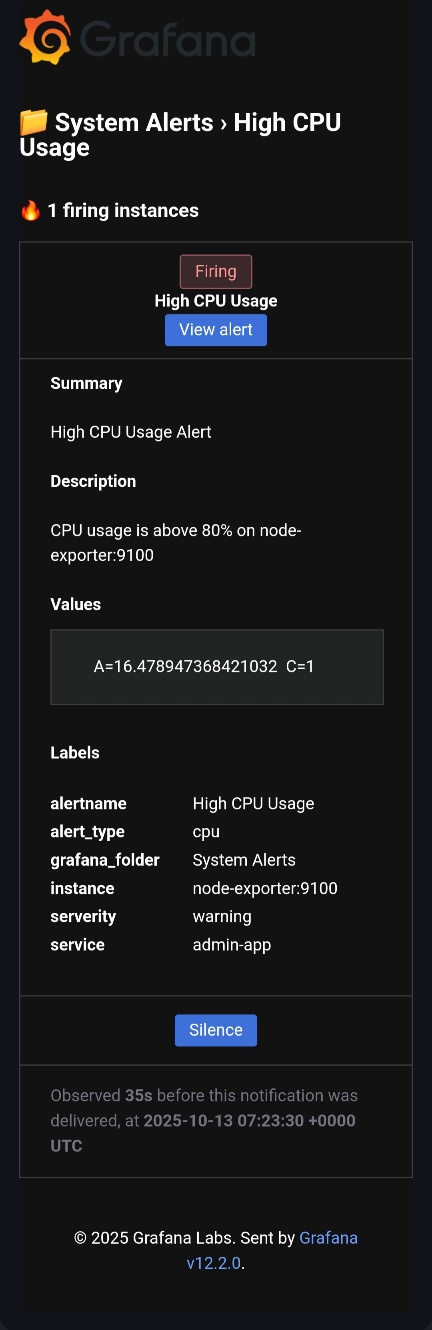 Grafana
System Alerts › High CPU
Usage
1 firing instances
Firing
High CPU Usage
View alert
Summary
High CPU Usage Alert
Description
CPU usage is above 80% on node-
exporter:9100
Values
A=16.478947368421032 C=1
Labels
alertname High CPU Usage
alert_type cpu
grafana_folder System Alerts
instance node-exporter:9100
serverity warning
service admin-app
Silence
Observed 35s before this notification was
delivered, at 2025-10-13 07:23:30 +0000
UTC
© 2025 Grafana Labs. Sent by Grafana
v12.2.0.